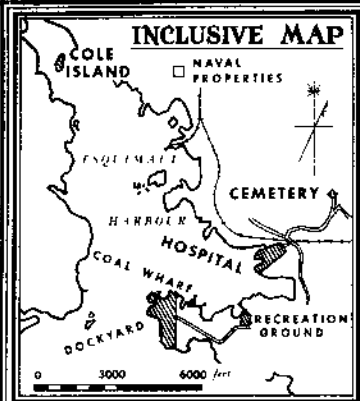 INCLUSIVE MAP
COLE
ISLAND
NAVAL
PROPERTIES
ESQUIMALT
CEMETERY
HARBOUR
HOSPITAL
COAL WHARF
DOCKYARD
RECREATION
GROUND
0 3000 6000 feet